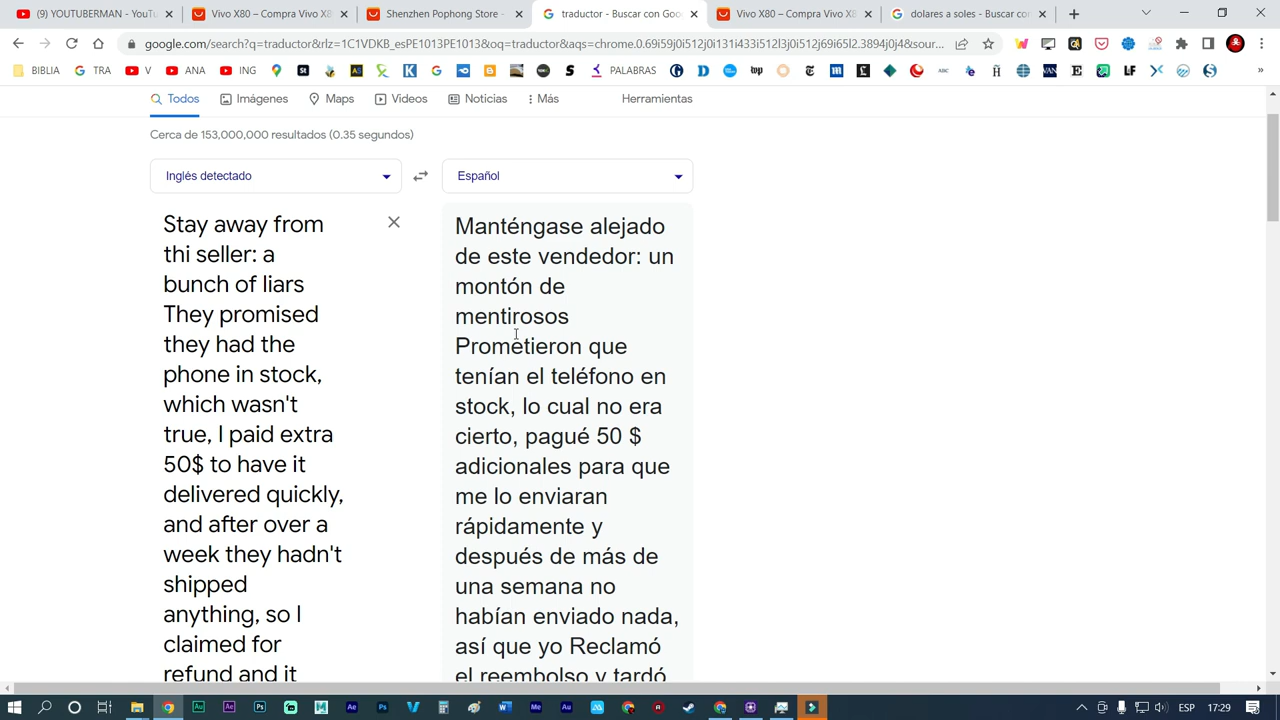 (9) YOUTUBERMAN - YouTu
Vivo X80 – Compra Vivo X
Shenzhen Pophong Store -
traductor - Buscar con Goo
Vivo X80 – Compra Vivo X8
dolares a soles - Buscar con
google.com/search?q=traductor&rlz=1C1VDKB_esPE1013PE1013&oq=traductor&aqs=chrome.0.69i59j0i512j0i131i433i512l3j0i512j69i65l2.3894j0j4&sour...
BIBLIA
TRA
V
ANA
ING
PALABRAS
»
Todos
Imágenes
Maps
Videos
Noticias
Más
Herramientas
Cerca de 153,000,000 resultados (0.35 segundos)
Inglés detectado
Español
Stay away from
thi seller: a
bunch of liars
They promised
they had the
phone in stock,
which wasn't
true, I paid extra
50$ to have it
delivered quickly,
and after over a
week they hadn't
shipped
anything, so I
claimed for
refund and it
Manténgase alejado
de este vendedor: un
montón de
mentirosos
Prometieron que
tenían el teléfono en
stock, lo cual no era
cierto, pagué 50 $
adicionales para que
me lo enviaran
rápidamente y
después de más de
una semana no
habían enviado nada,
así que yo Reclamó
el reembolso y tardó
ESP
17:29